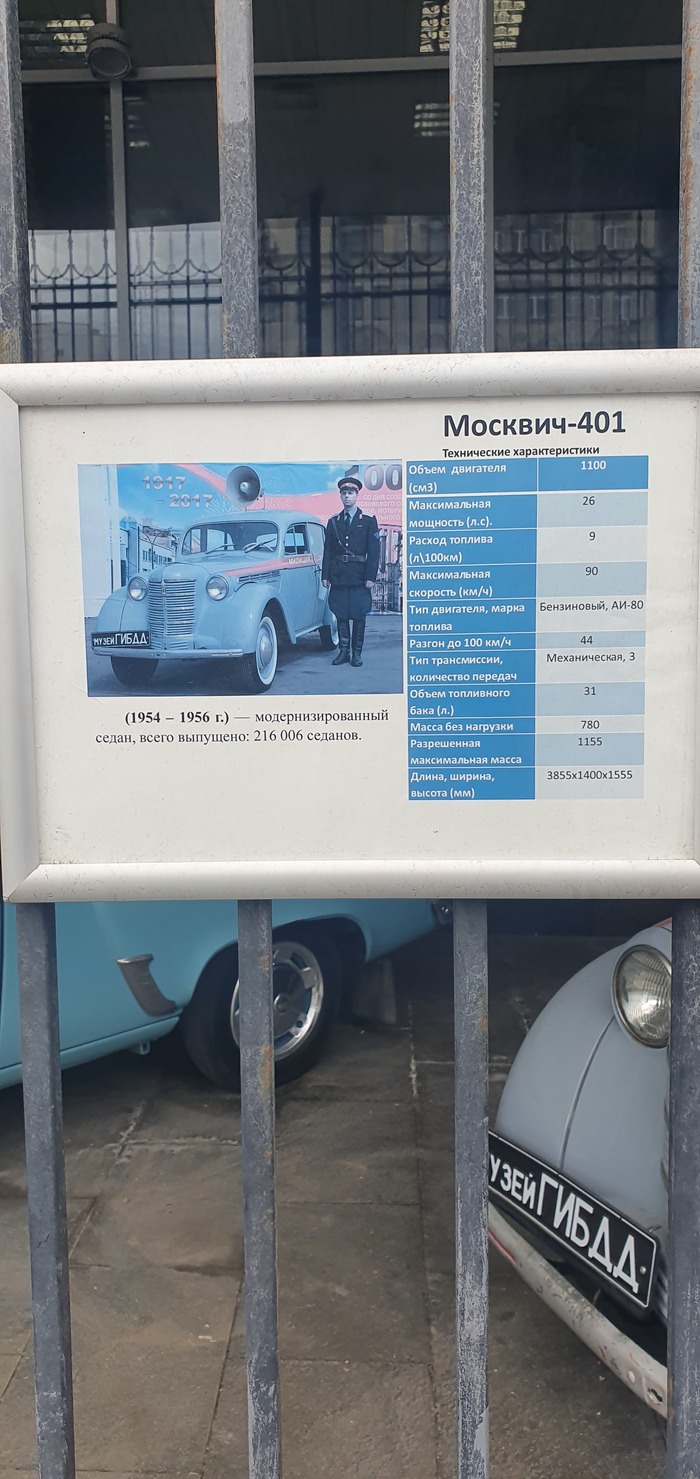 Москвич-401
Технические характеристики
1917
- 2017
100
МУЗЕЙ ГИБДД
(1954 – 1956 г.) — модернизированный
седан, всего выпущено: 216 006 седанов.
Объем двигателя
(см3)
1100
Максимальная
мощность (л.с).
26
Расход топлива
(л\100км)
9
Максимальная
скорость (км/ч)
90
Тип двигателя, марка
топлива
Бензиновый, АИ-80
Разгон до 100 км/ч
44
Тип трансмиссии,
количество передач
Механическая, 3
Объем топливного
бака (л.)
31
Масса без нагрузки
780
Разрешенная
максимальная масса
1155
Длина, ширина,
высота (мм)
3855х1400х1555
УЗЕЙ ГИБДД